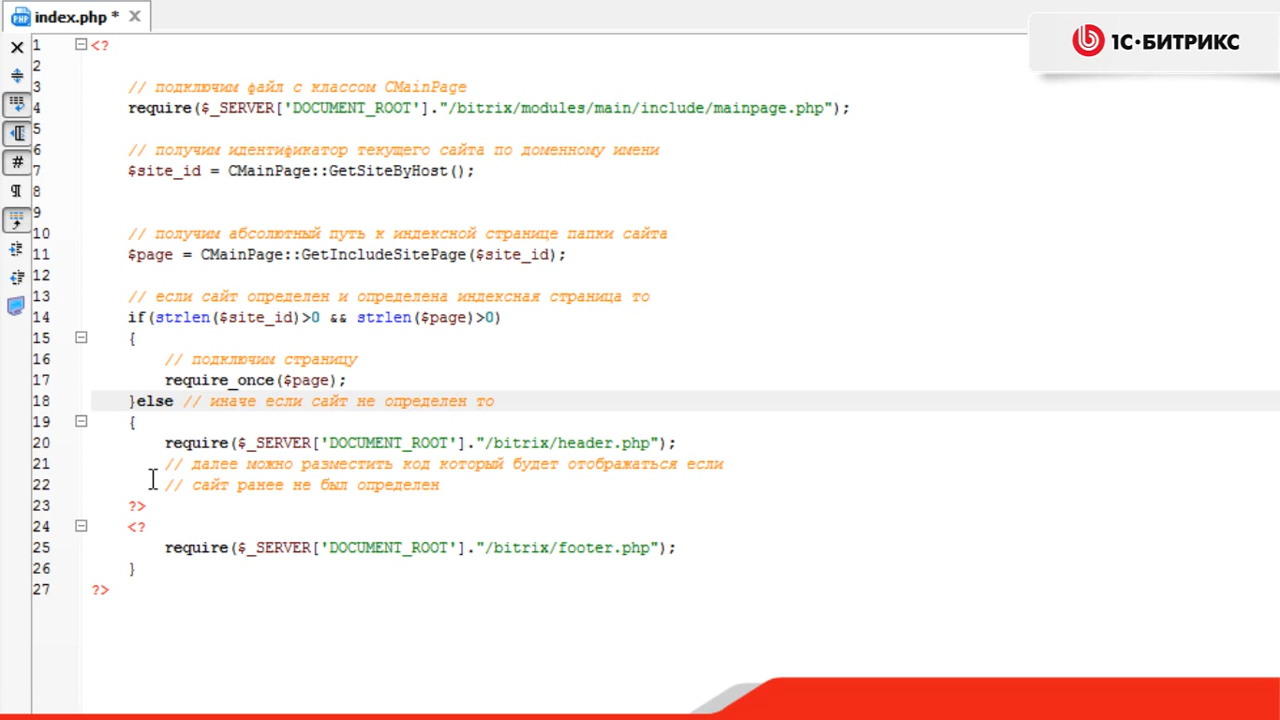 index.php *
1С-БИТРИКС
1 <?
2
3 // подключим файл с классом CMainPage
4 require($_SERVER['DOCUMENT_ROOT']."/bitrix/modules/main/include/mainpage.php");
5
6 // получим идентификатор текущего сайта по доменному имени
7 $site_id = CMainPage::GetSiteByHost();
8
9
10 // получим абсолютный путь к индексной странице папки сайта
11 $page = CMainPage::GetIncludeSitePage($site_id);
12
13 // если сайт определен и определена индексная страница то
14 if(strlen($site_id)>0 && strlen($page)>0)
15 {
16 // подключим страницу
17 require_once($page);
18 }else // иначе если сайт не определен то
19 {
20 require($_SERVER['DOCUMENT_ROOT']."/bitrix/header.php");
21 // далее можно разместить код который будет отображаться если
22 // сайт ранее не был определен
23 ?>
24 <?
25 require($_SERVER['DOCUMENT_ROOT']."/bitrix/footer.php");
26 }
27 ?>